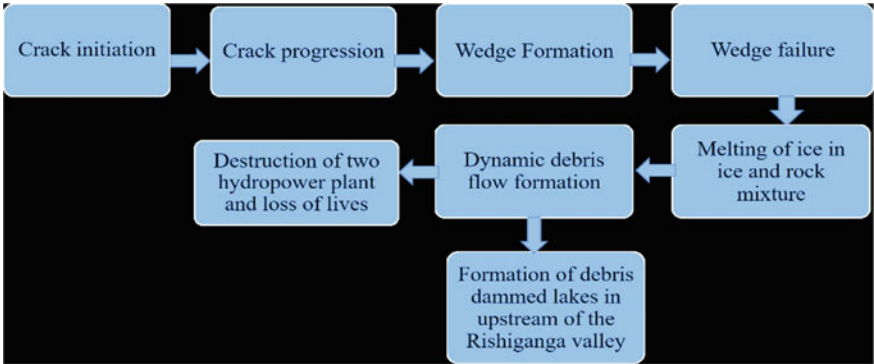 Crack initiation
Crack progression
Wedge Formation
Wedge failure
Melting of ice in
ice and rock
mixture
Dynamic debris
flow formation
Destruction of two
hydropower plant
and loss of lives
Formation of debris
dammed lakes in
upstream of the
Rishiganga valley